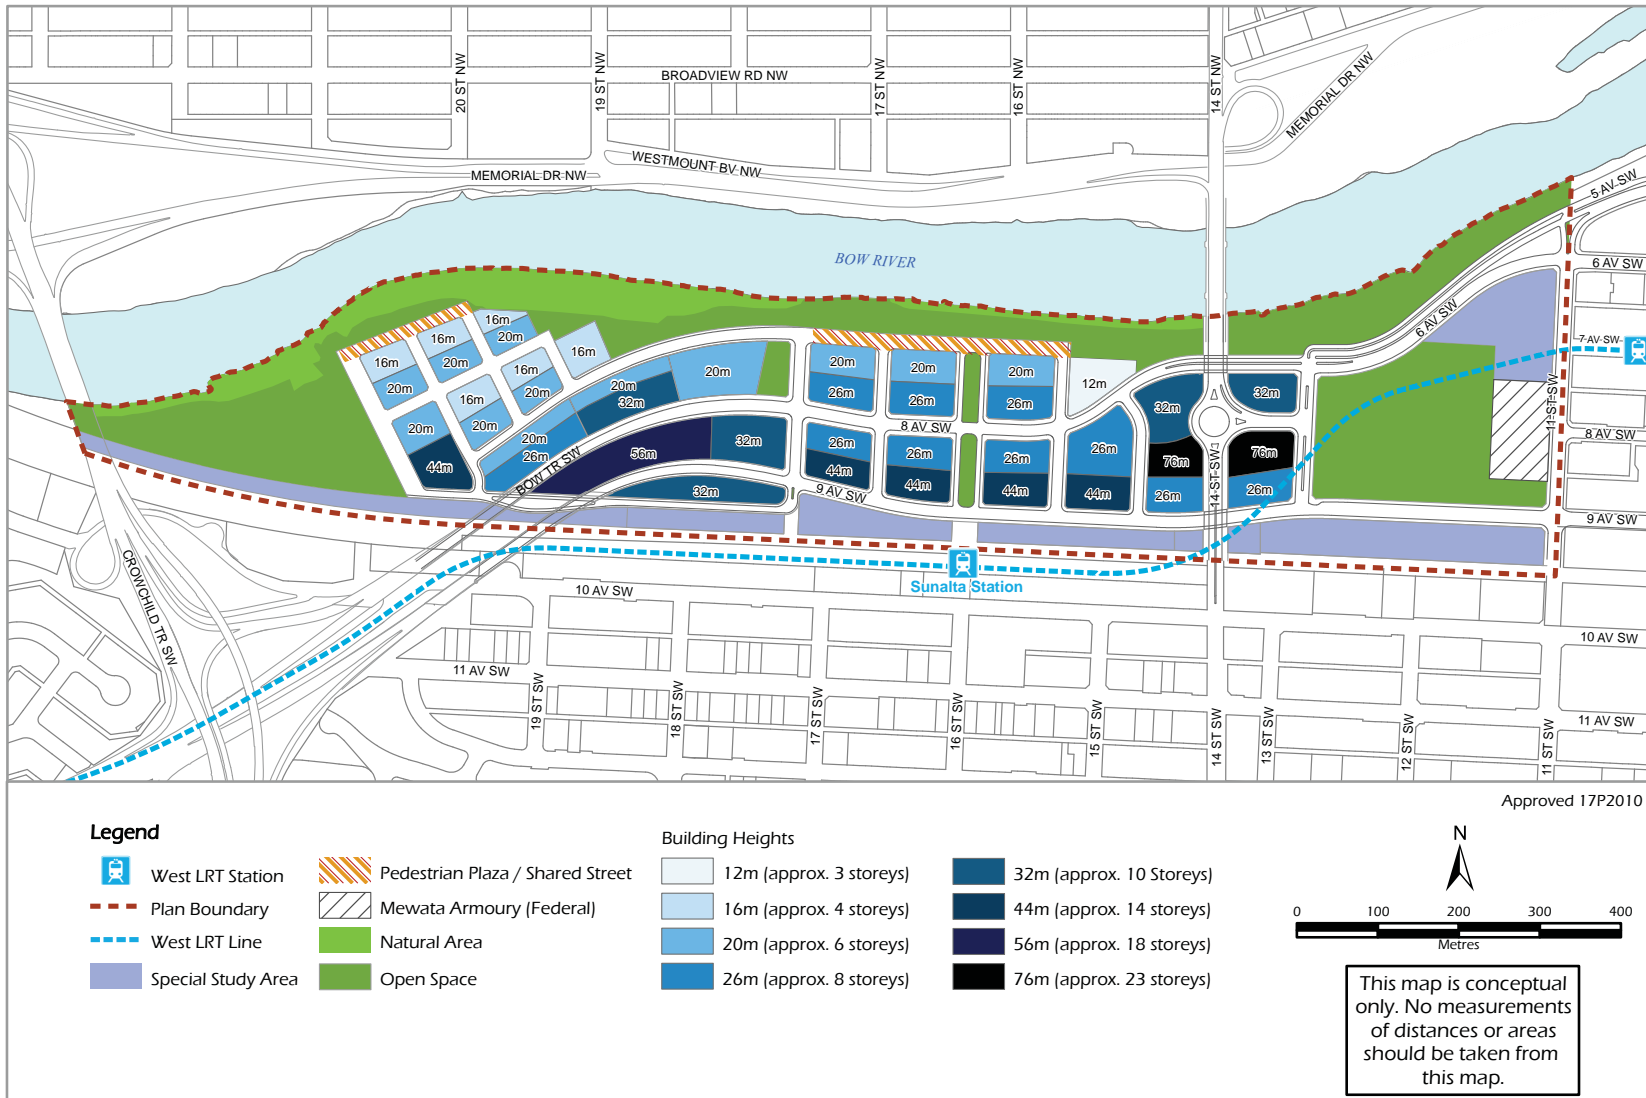 BROADVIEW RD NW
20 ST NW
19 ST NW
17 ST NW
16 ST NW
14 ST NW
MEMORIAL DR NW
WESTMOUNT BV NW
MEMORIAL DR NW
BOW RIVER
5 AV SW
6 AV SW
6 AV SW
7 AV SW
11 ST SW
8 AV SW
9 AV SW
16m
16m
20m
16m
16m
20m
16m
20m
20m
16m
20m
20m
44m
20m
32m
20m
20m
26m
56m
32m
32m
BOW TR SW
20m
26m
20m
26m
20m
26m
12m
8 AV SW
26m
44m
26m
44m
26m
44m
26m
44m
9 AV SW
32m
32m
76m
76m
26m
26m
14 ST SW
Sunalta Station
CROWCHILD TR SW
10 AV SW
10 AV SW
11 AV SW
11 AV SW
19 ST SW
18 ST SW
17 ST SW
16 ST SW
15 ST SW
14 ST SW
13 ST SW
12 ST SW
11 ST SW
Approved 17P2010
Legend
West LRT Station
Plan Boundary
West LRT Line
Special Study Area
Pedestrian Plaza / Shared Street
Mewata Armoury (Federal)
Natural Area
Open Space
Building Heights
12m (approx. 3 storeys)
16m (approx. 4 storeys)
20m (approx. 6 storeys)
26m (approx. 8 storeys)
32m (approx. 10 Storeys)
44m (approx. 14 storeys)
56m (approx. 18 storeys)
76m (approx. 23 storeys)
N
0 100 200 300 400
Metres
This map is conceptual
only. No measurements
of distances or areas
should be taken from
this map.